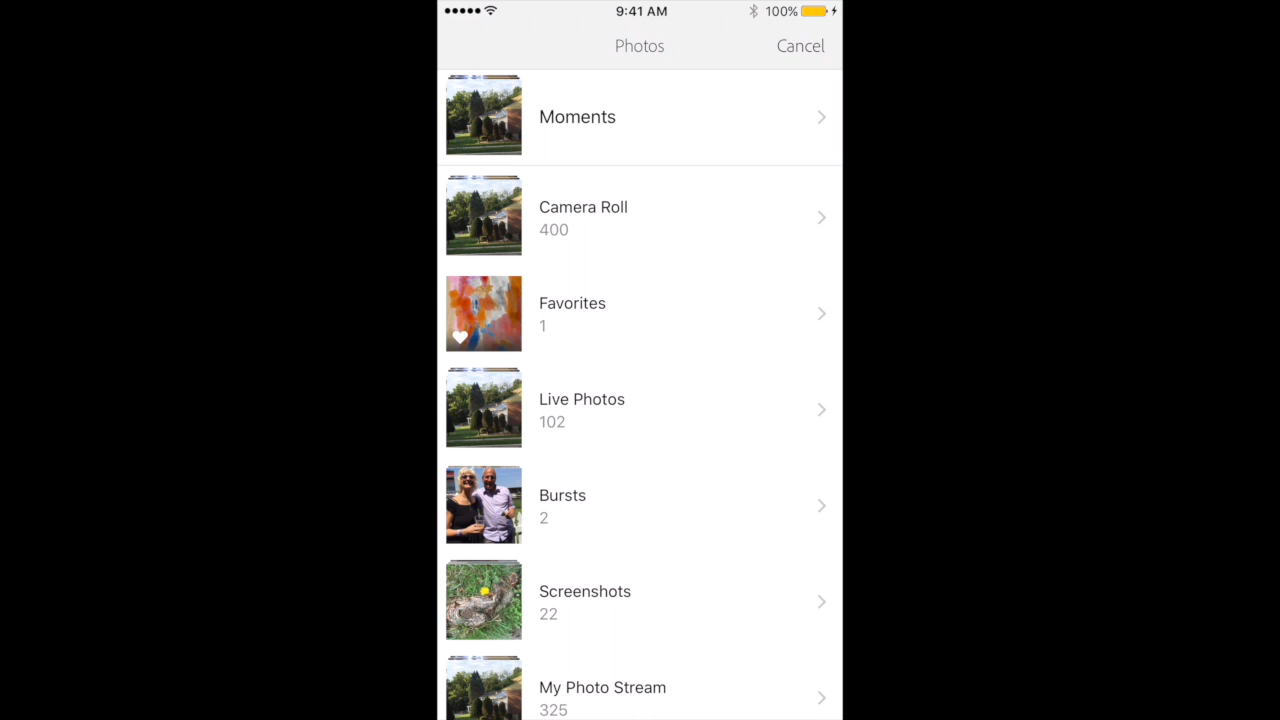 9:41 AM
100%
Photos
Cancel
Moments
Camera Roll
400
Favorites
1
Live Photos
102
Bursts
2
Screenshots
22
My Photo Stream
325